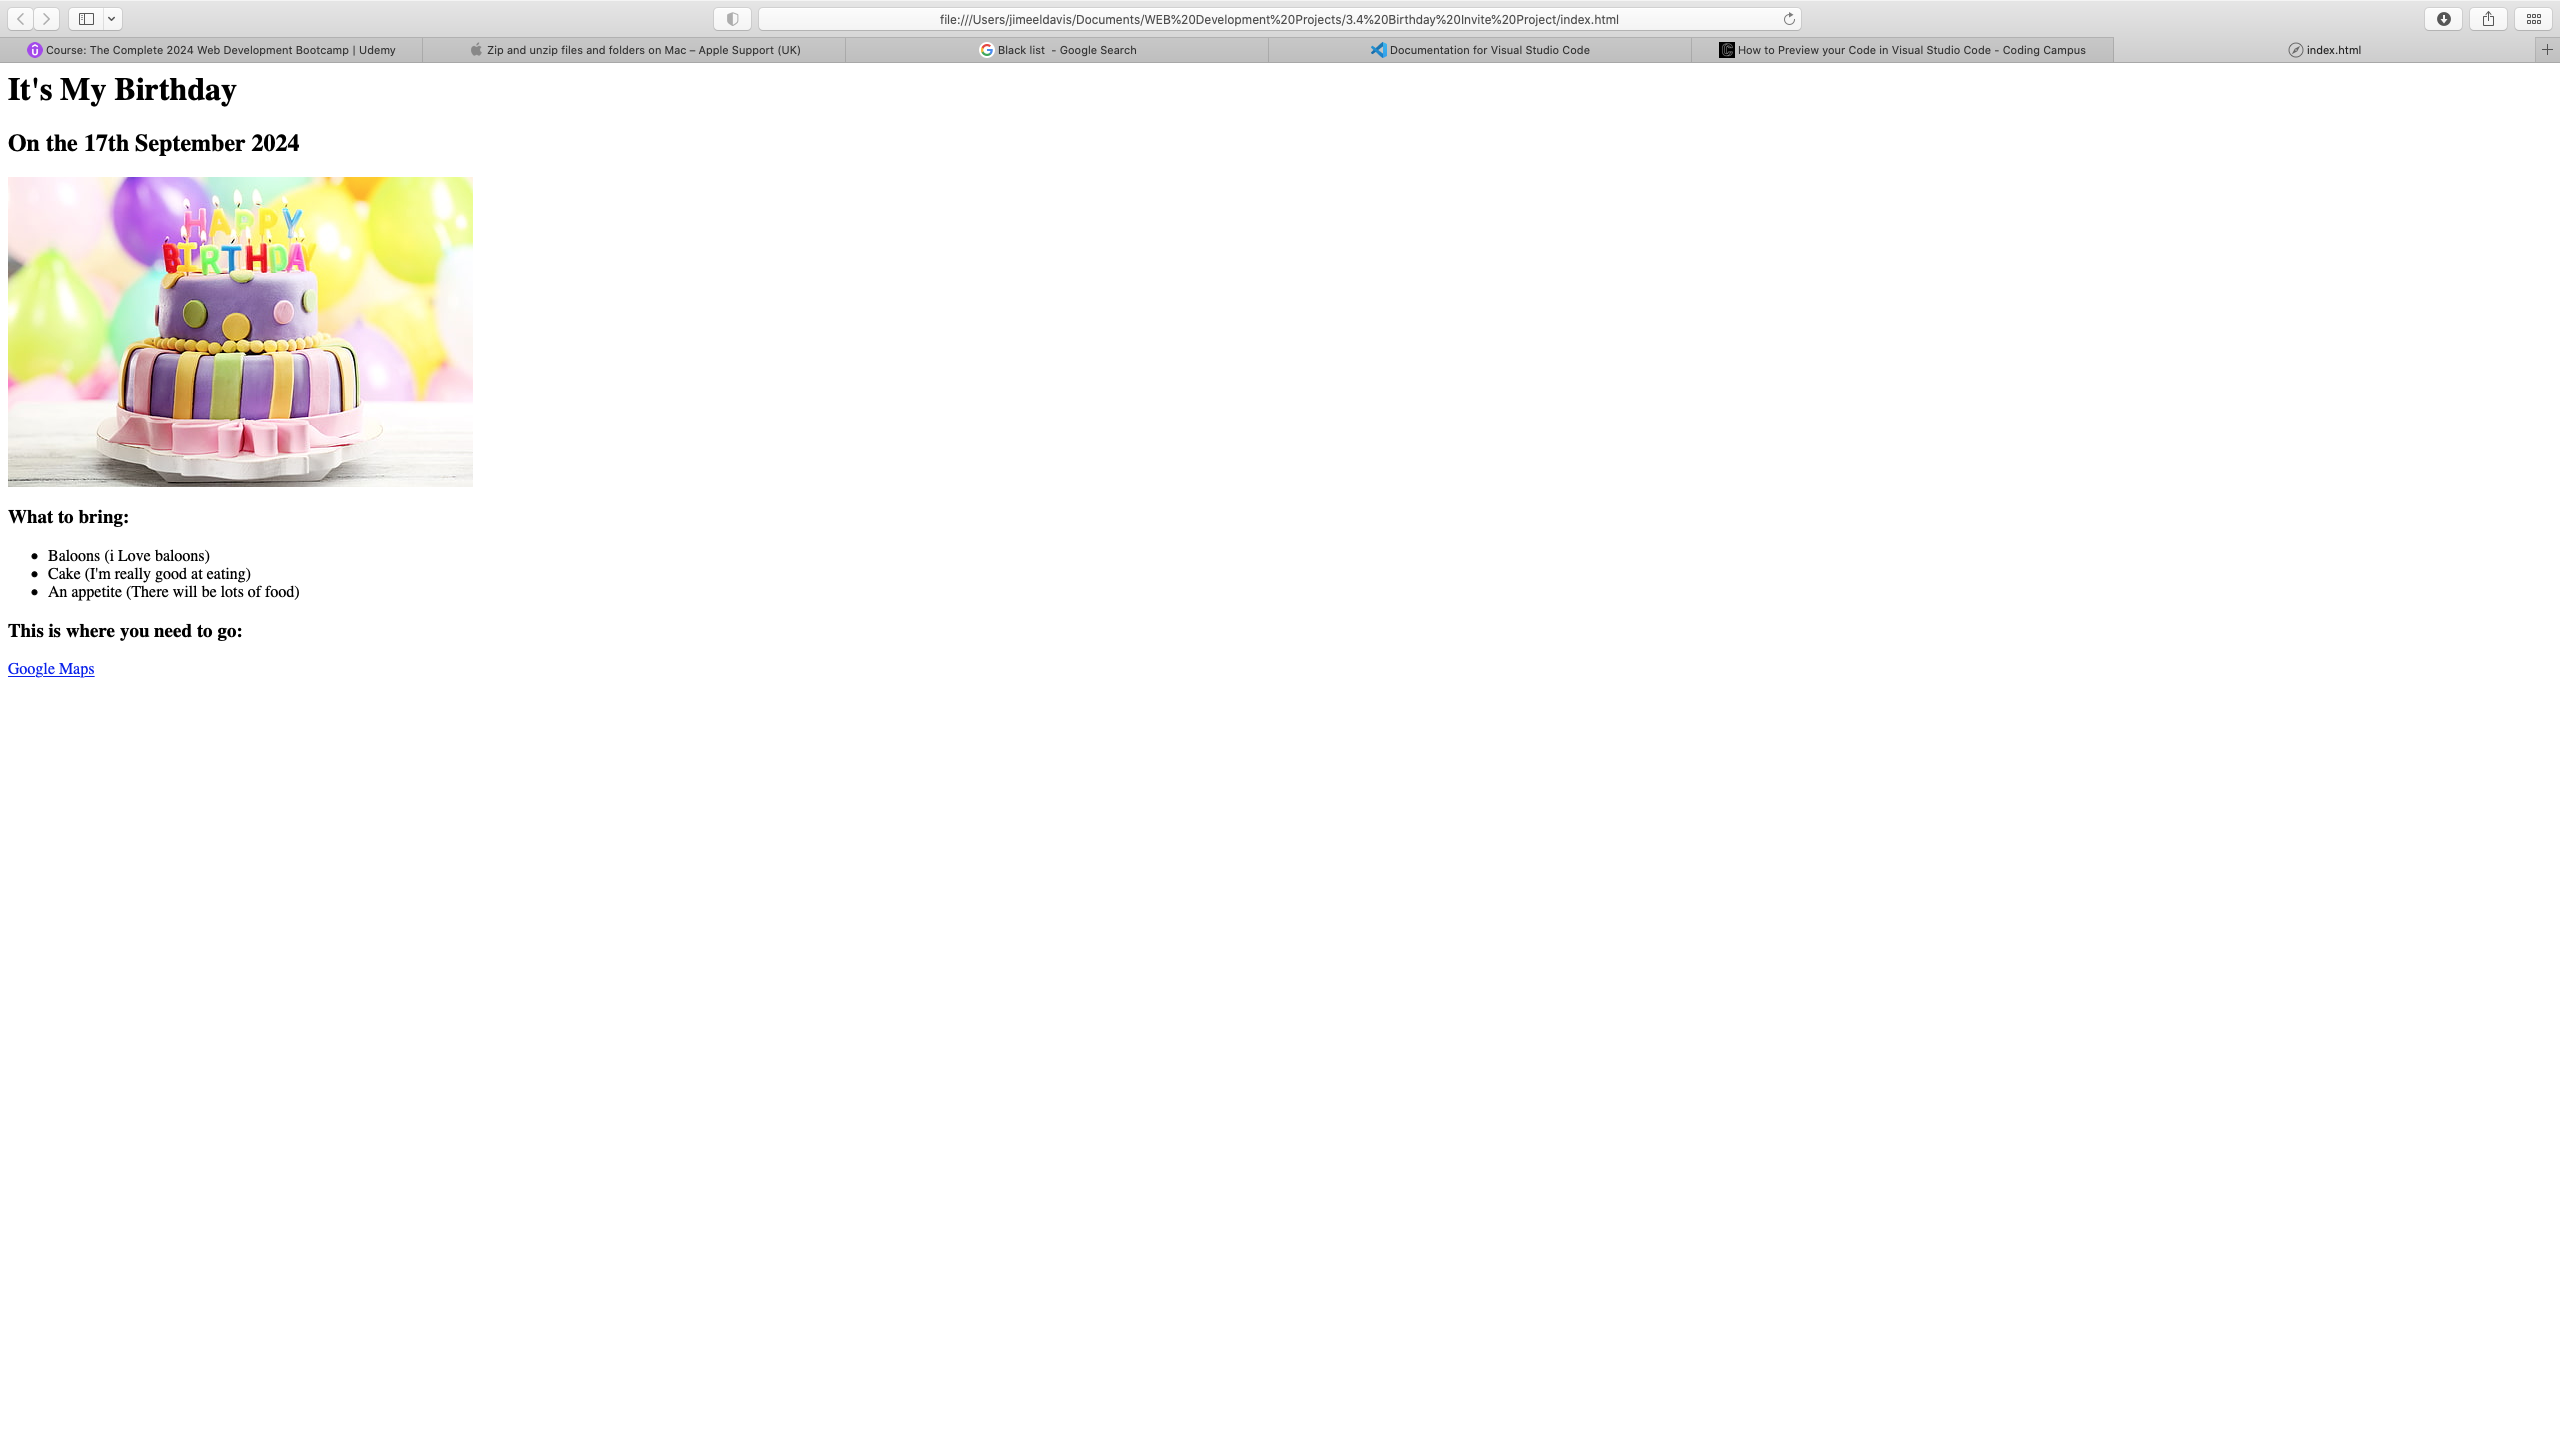 file:///Users/jimeeldavis/Documents/WEB%20Development%20Projects/3.4%20Birthday%20Invite%20Project/index.html
Course: The Complete 2024 Web Development Bootcamp | Udemy
Zip and unzip files and folders on Mac – Apple Support (UK)
Black list - Google Search
Documentation for Visual Studio Code
How to Preview your Code in Visual Studio Code - Coding Campus
index.html
It's My Birthday
On the 17th September 2024
HAPPY
BIRTHDAY
What to bring:
• Baloons (i Love baloons)
• Cake (I'm really good at eating)
• An appetite (There will be lots of food)
This is where you need to go:
Google Maps